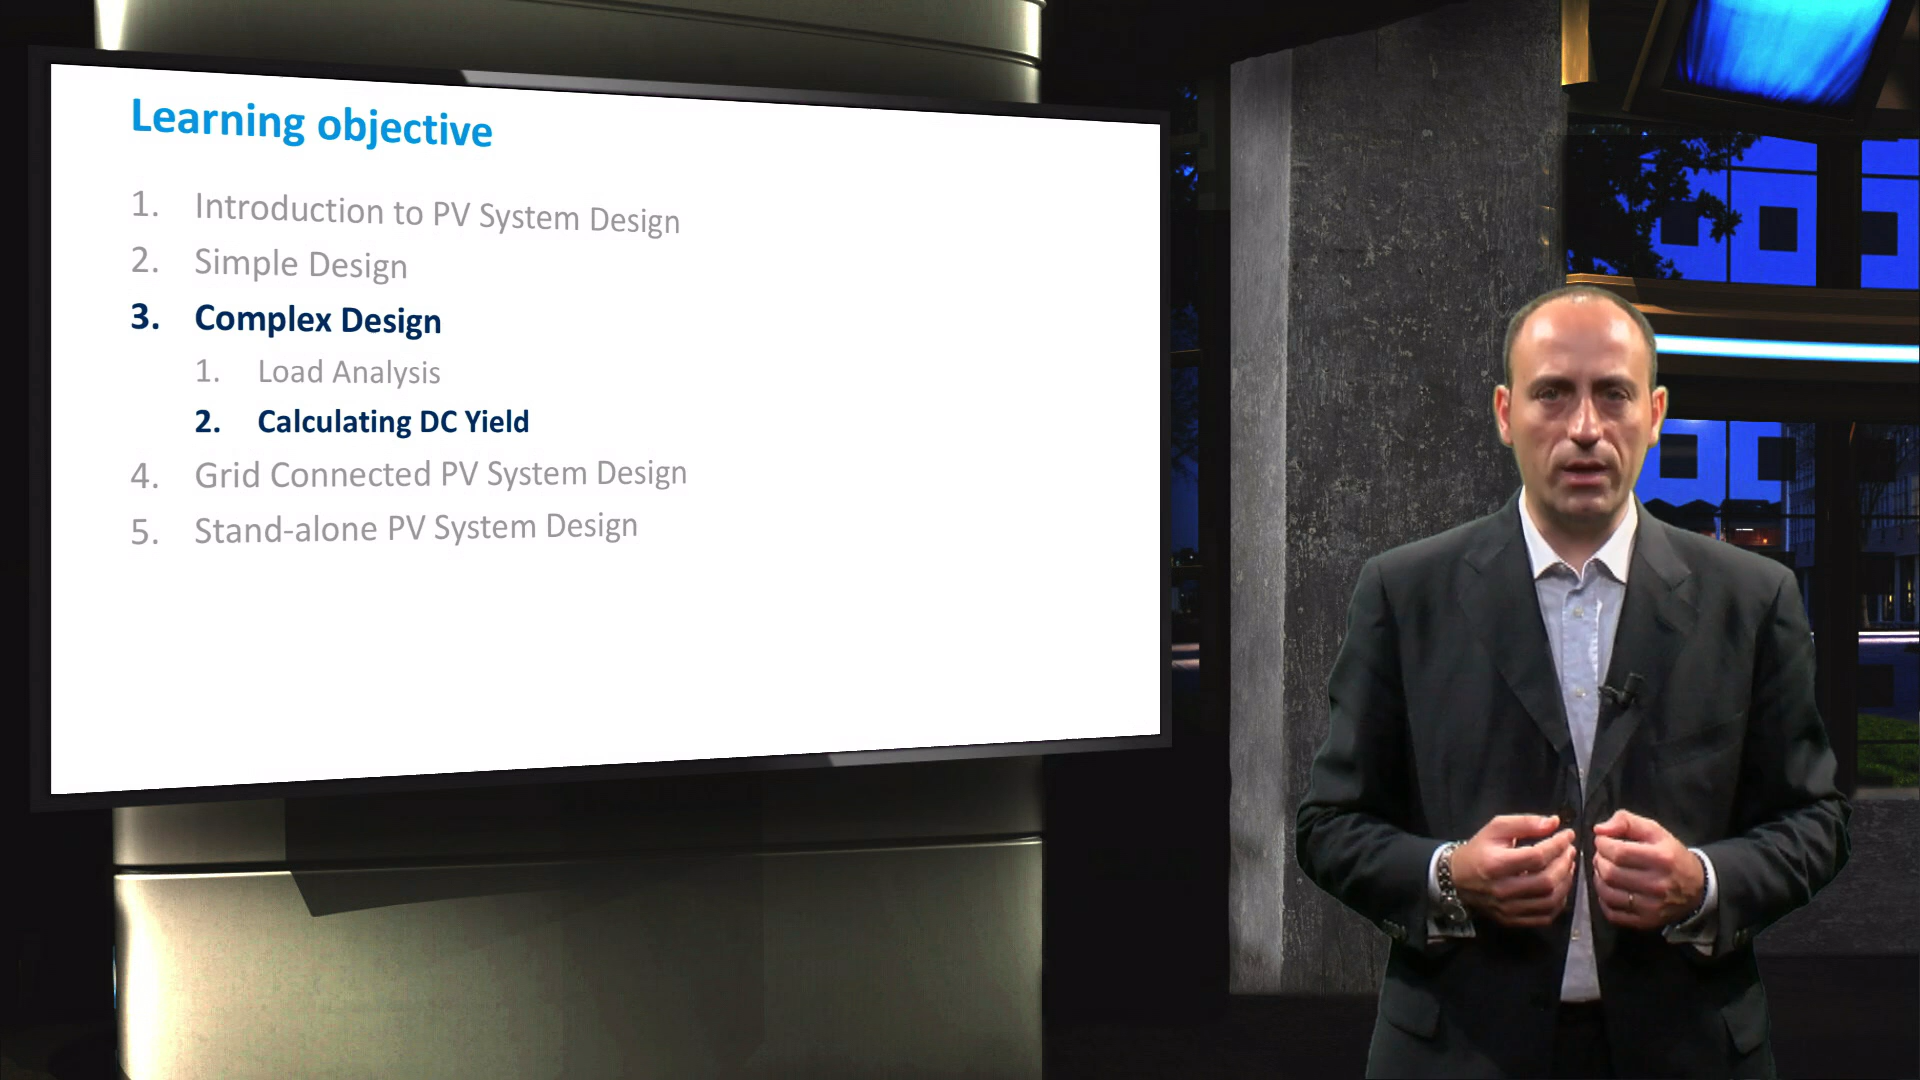 Learning objective
1. Introduction to PV System Design
2. Simple Design
3. Complex Design
1. Load Analysis
2. Calculating DC Yield
4. Grid Connected PV System Design
5. Stand-alone PV System Design